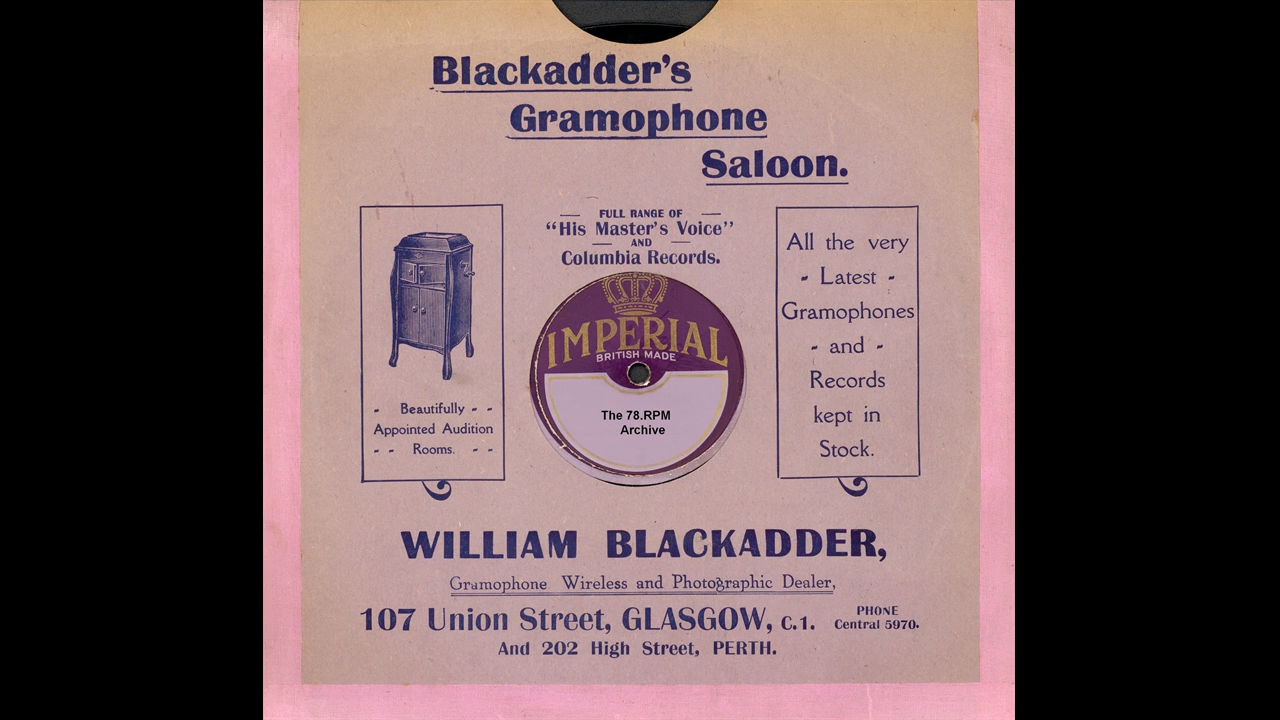 Blackadder's
Gramophone
Saloon.
FULL RANGE OF
"His Master's Voice"
AND
Columbia Records.
IMPERIAL
BRITISH MADE
The 78.RPM
Archive
- Beautifully - -
Appointed Audition
- - Rooms. - -
All the very
- Latest -
Gramophones
- and -
Records
kept in
Stock.
WILLIAM BLACKADDER,
Gramophone Wireless and Photographic Dealer,
107 Union Street, GLASGOW, C.1.
PHONE
Central 5970.
And 202 High Street, PERTH.